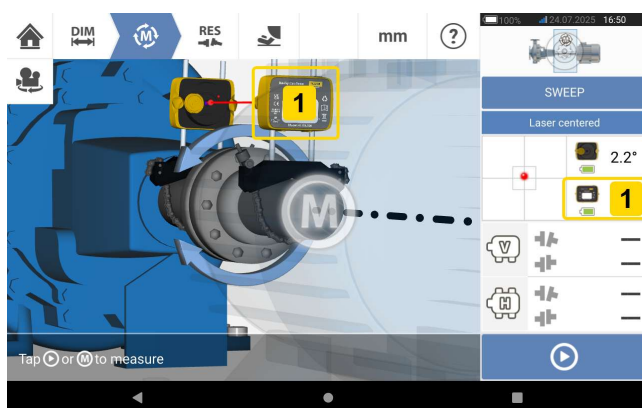 DIM
M
RES
mm
?
100%
24.07.2025 16:50
SWEEP
Laser centered
1
2.2°
1
M
V
H
Tap or M to measure